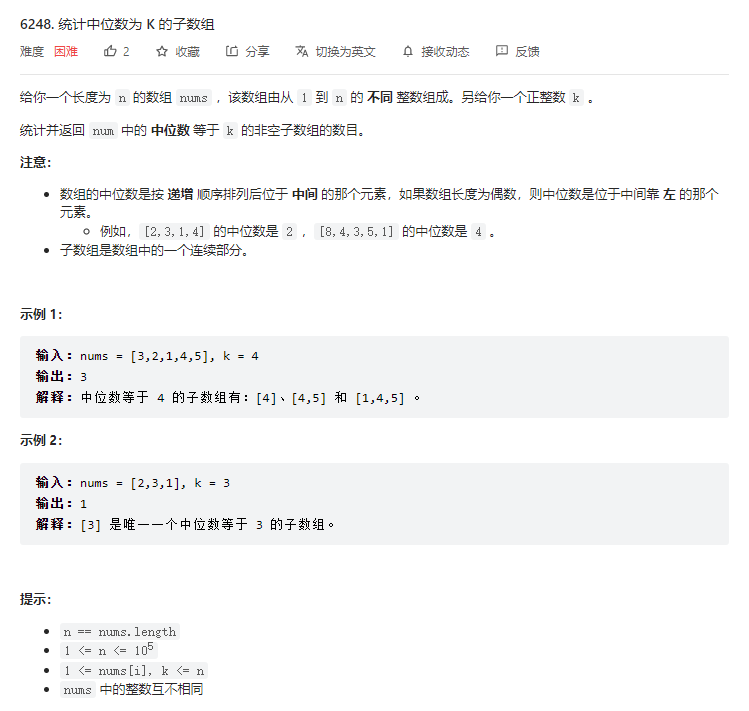 6248. 统计中位数为 K 的子数组
难度 困难 2 收藏 分享 切换为英文 接收动态 反馈
给你一个长度为 n 的数组 nums ，该数组由从 1 到 n 的 不同 整数组成。另给你一个正整数 k 。
统计并返回 num 中的 中位数 等于 k 的非空子数组的数目。
注意：
数组的中位数是按 递增 顺序排列后位于 中间 的那个元素，如果数组长度为偶数，则中位数是位于中间靠 左 的那个
元素。
例如， [2,3,1,4] 的中位数是 2 ， [8,4,3,5,1] 的中位数是 4 。
子数组是数组中的一个连续部分。
示例 1：
输入：nums = [3,2,1,4,5], k = 4
输出：3
解释：中位数等于 4 的子数组有：[4]、[4,5] 和 [1,4,5] 。
示例 2：
输入：nums = [2,3,1], k = 3
输出：1
解释：[3] 是唯一一个中位数等于 3 的子数组。
提示：
n == nums.length
1 <= n <= 10⁵
1 <= nums[i], k <= n
nums 中的整数互不相同